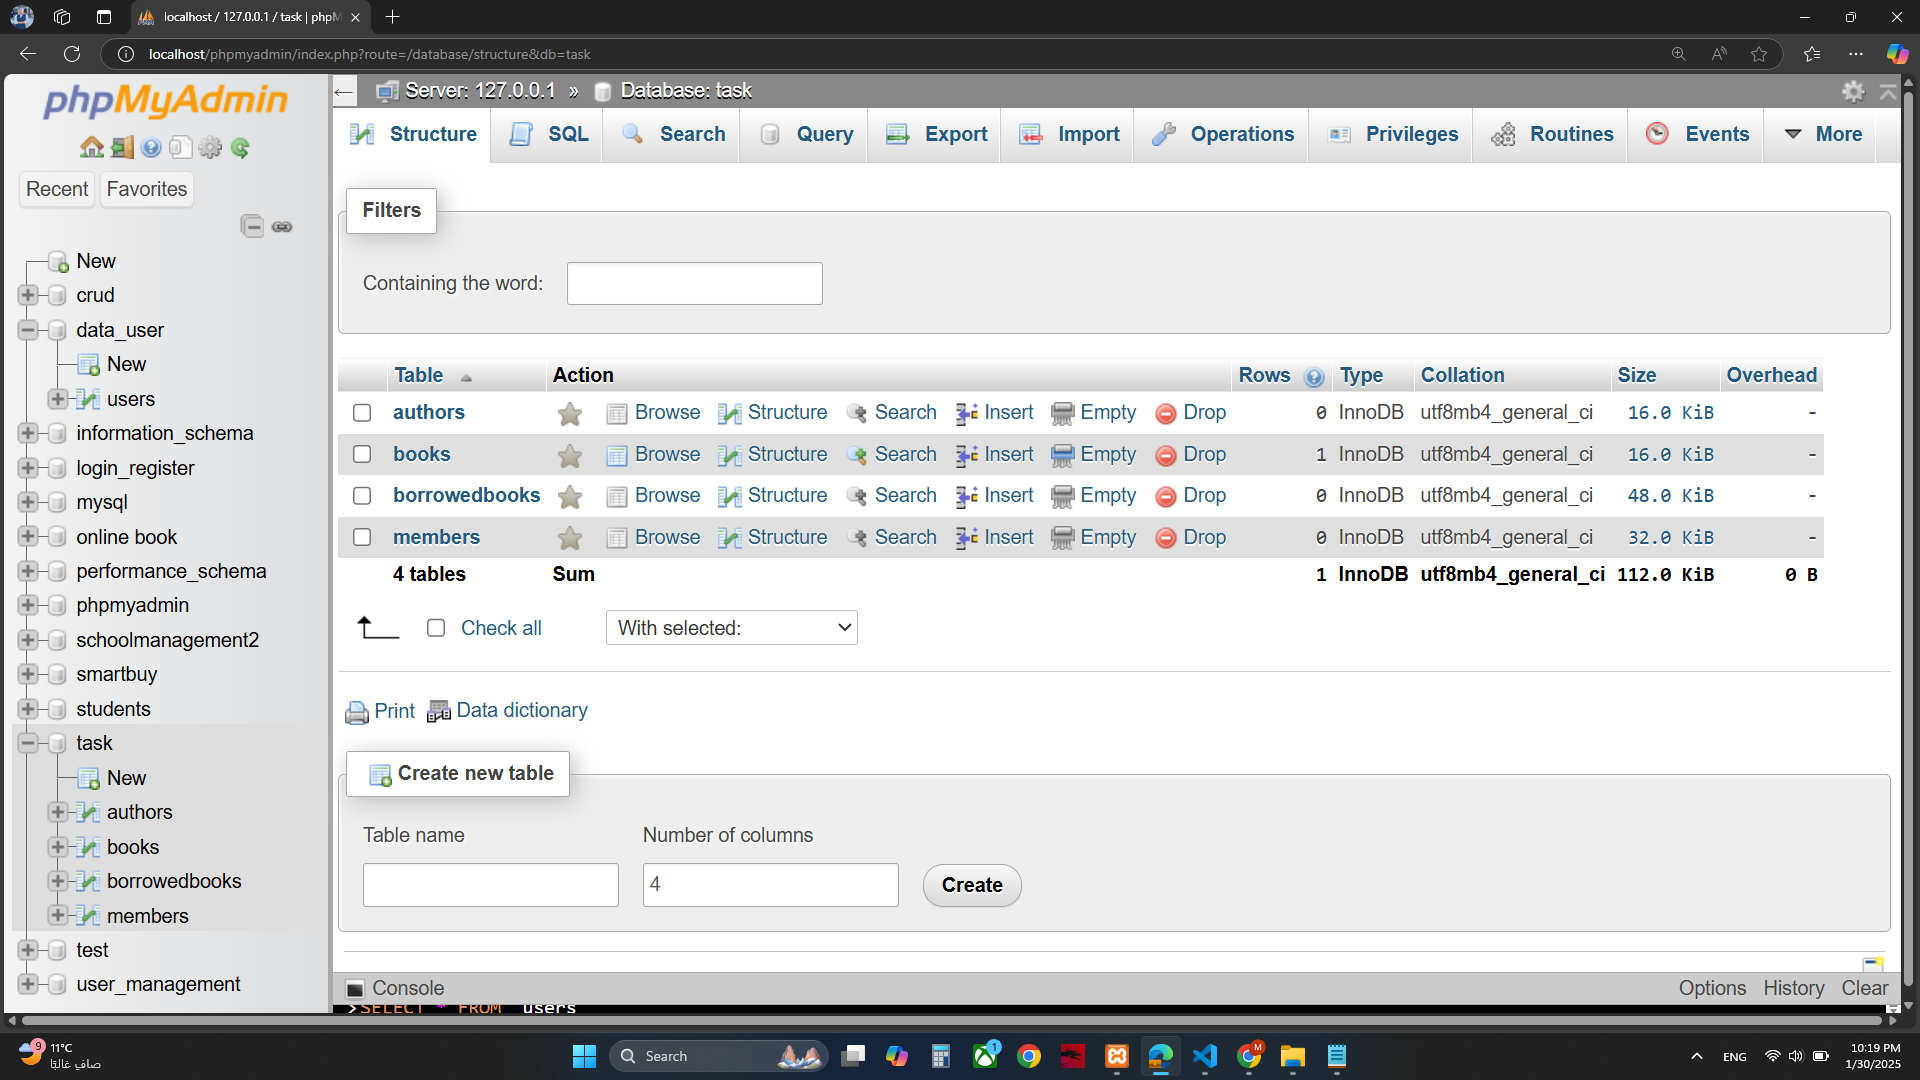 localhost / 127.0.0.1 / task | phpM
localhost/phpmyadmin/index.php?route=/database/structure&db=task
phpMyAdmin
Recent Favorites
New
crud
data_user
New
users
information_schema
login_register
mysql
online book
performance_schema
phpmyadmin
schoolmanagement2
smartbuy
students
task
New
authors
books
borrowedbooks
members
test
user_management
Server: 127.0.0.1 » Database: task
Structure SQL Search Query Export Import Operations Privileges Routines Events More
Filters
Containing the word:
Table Action Rows Type Collation Size Overhead
authors Browse Structure Search Insert Empty Drop 0 InnoDB utf8mb4_general_ci 16.0 KiB -
books Browse Structure Search Insert Empty Drop 1 InnoDB utf8mb4_general_ci 16.0 KiB -
borrowedbooks Browse Structure Search Insert Empty Drop 0 InnoDB utf8mb4_general_ci 48.0 KiB -
members Browse Structure Search Insert Empty Drop 0 InnoDB utf8mb4_general_ci 32.0 KiB -
4 tables Sum 1 InnoDB utf8mb4_general_ci 112.0 KiB 0 B
Check all With selected:
Print Data dictionary
Create new table
Table name Number of columns
4 Create
Console Options History Clear
>SELECT * FROM users
9 11°C
صافٍ غالبًا
Search
1
M
ENG
10:19 PM
1/30/2025